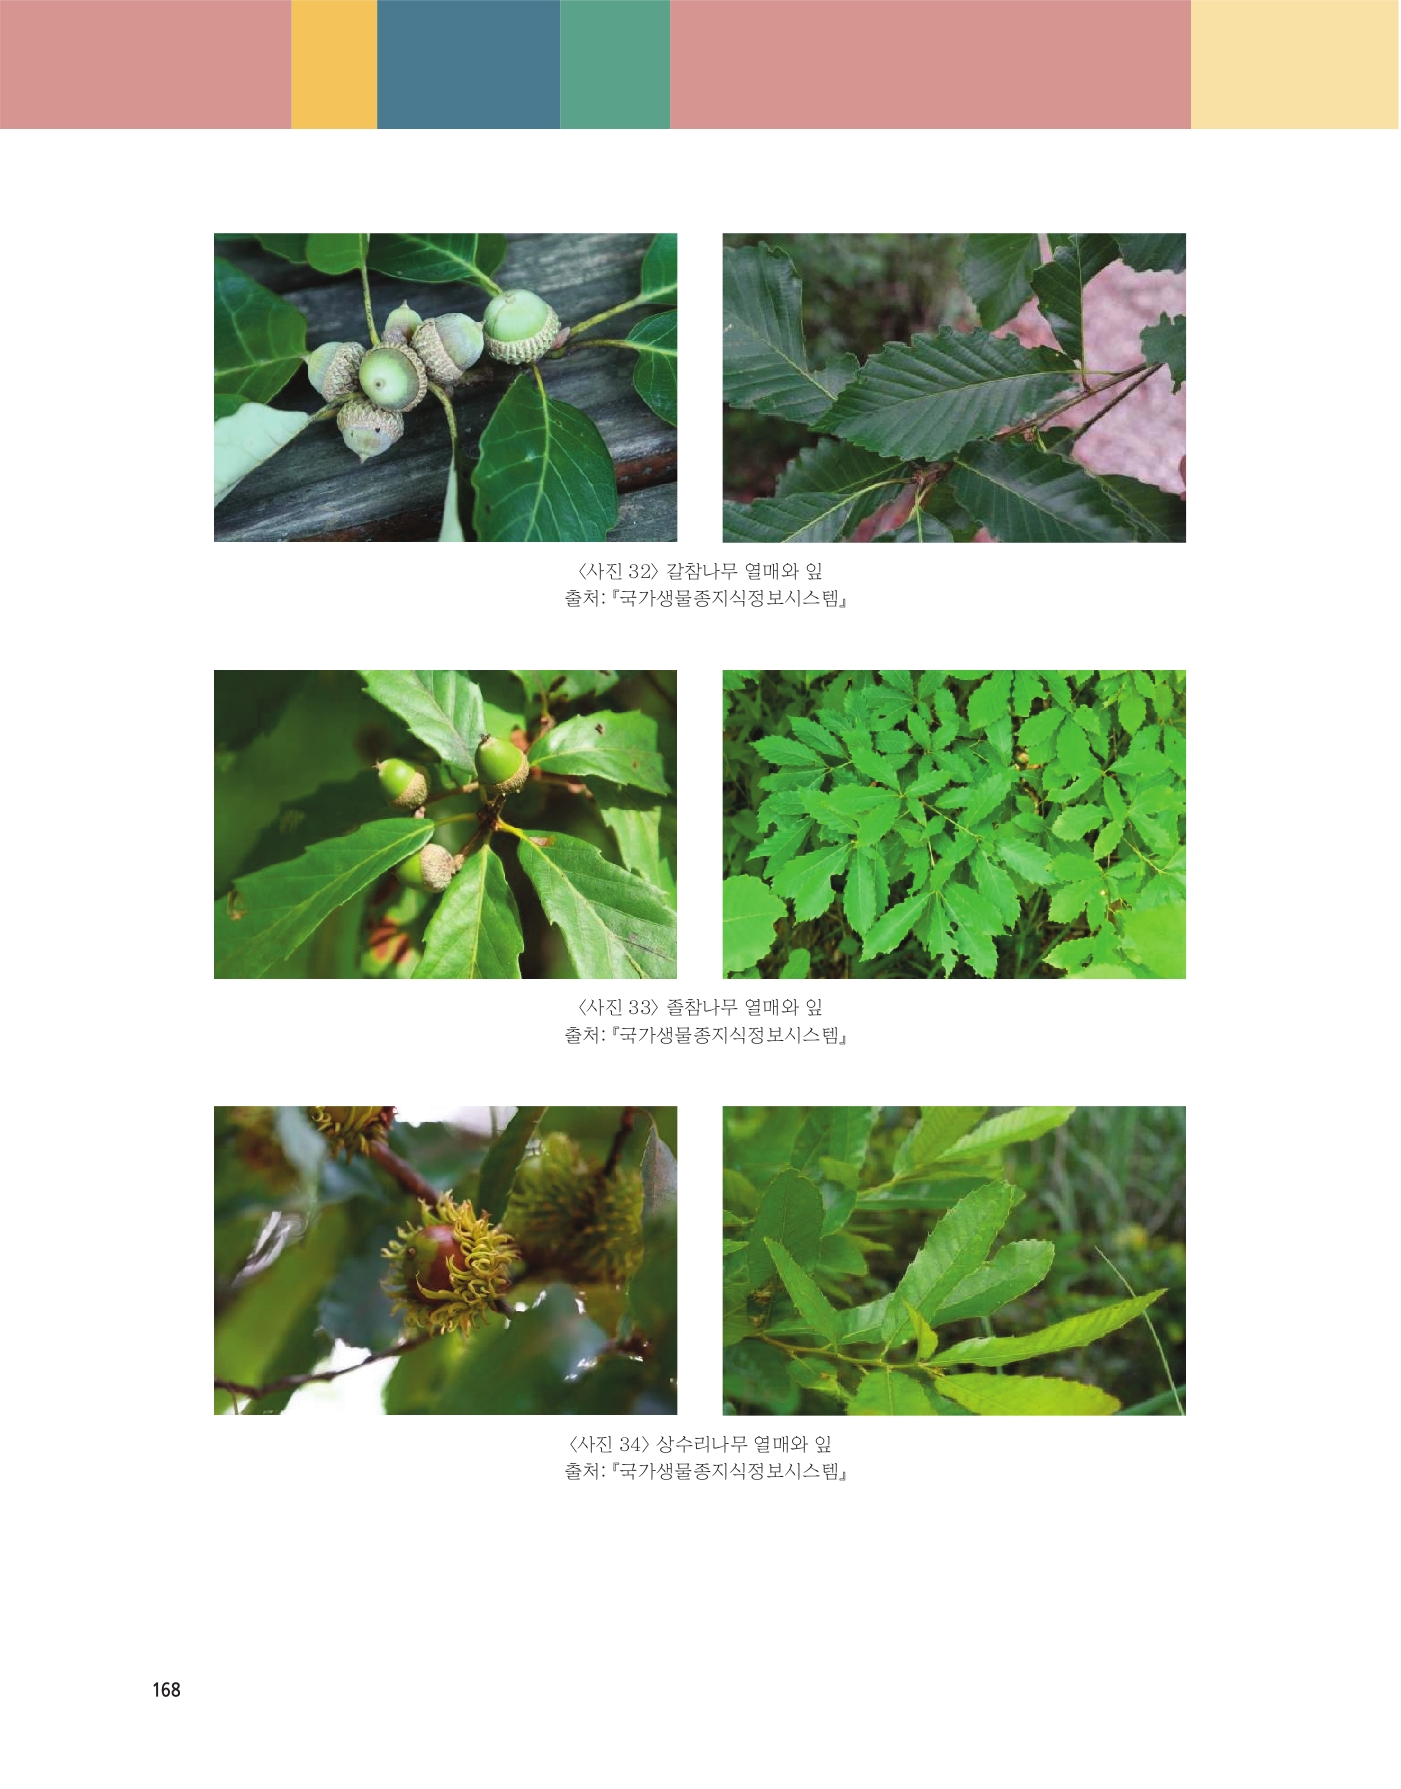 〈사진 32〉 갈참나무 열매와 잎
출처: 『국가생물종지식정보시스템』
〈사진 33〉 졸참나무 열매와 잎
출처: 『국가생물종지식정보시스템』
〈사진 34〉 상수리나무 열매와 잎
출처: 『국가생물종지식정보시스템』
168